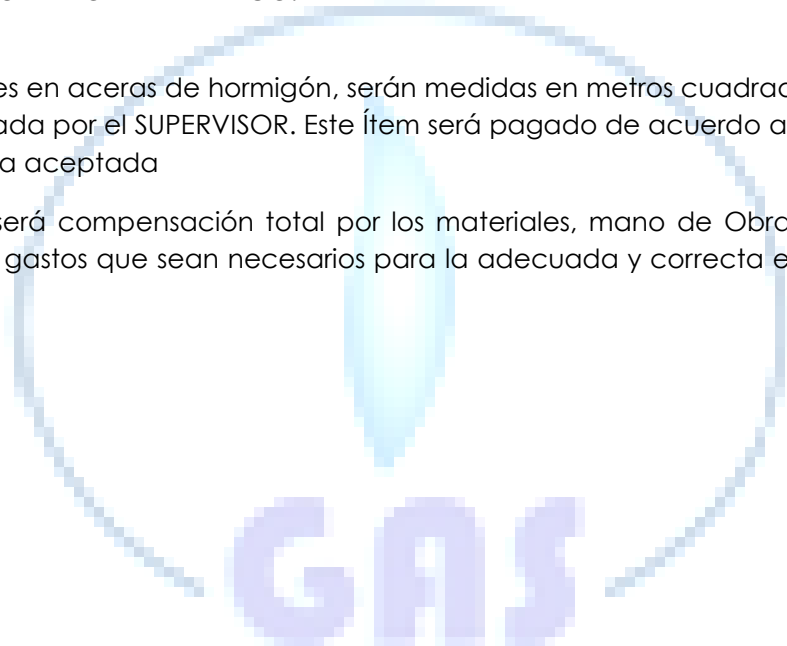 es en aceras de hormigón, serán medidas en metros cuadrad
ada por el SUPERVISOR. Este Ítem será pagado de acuerdo a
a aceptada
será compensación total por los materiales, mano de Obra
gastos que sean necesarios para la adecuada y correcta e
GAS